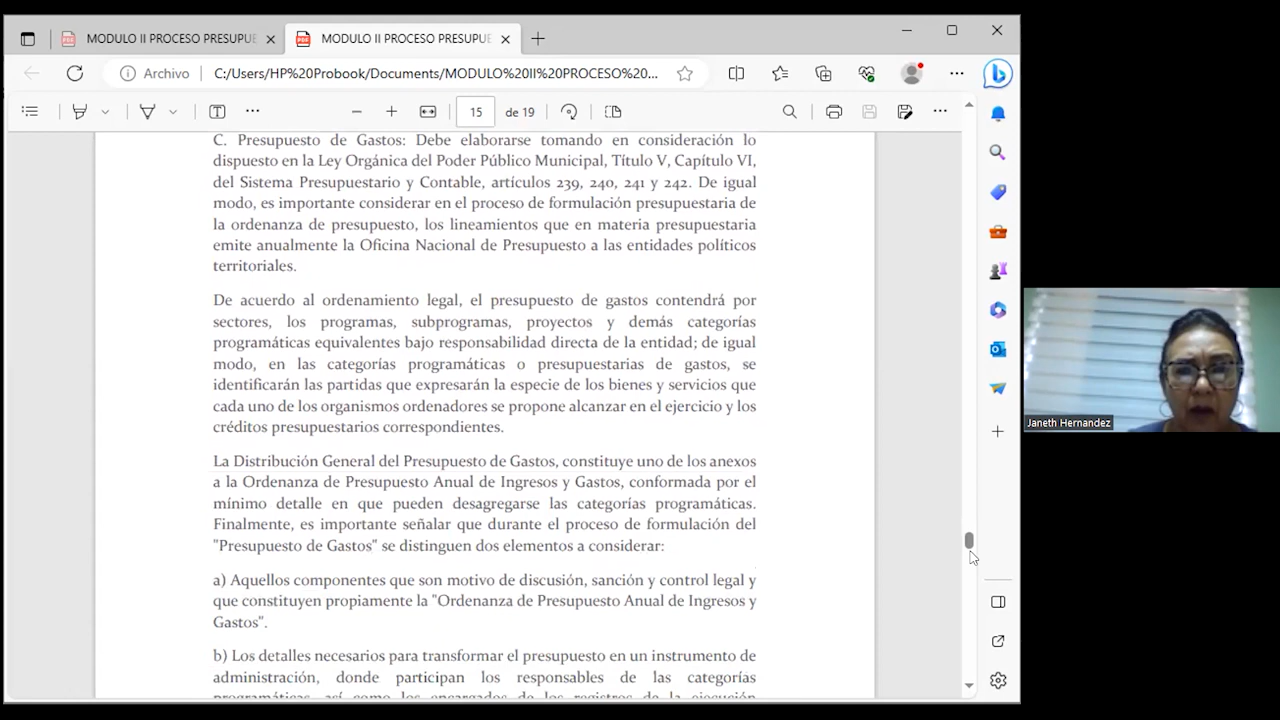 MODULO II PROCESO PRESUPUE
MODULO II PROCESO PRESUPUE
Archivo
C:/Users/HP%20Probook/Documents/MODULO%20II%20PROCESO%20...
15 de 19
C. Presupuesto de Gastos: Debe elaborarse tomando en consideración lo
dispuesto en la Ley Orgánica del Poder Público Municipal, Título V, Capítulo VI,
del Sistema Presupuestario y Contable, artículos 239, 240, 241 y 242. De igual
modo, es importante considerar en el proceso de formulación presupuestaria de
la ordenanza de presupuesto, los lineamientos que en materia presupuestaria
emite anualmente la Oficina Nacional de Presupuesto a las entidades políticos
territoriales.
De acuerdo al ordenamiento legal, el presupuesto de gastos contendrá por
sectores, los programas, subprogramas, proyectos y demás categorías
programáticas equivalentes bajo responsabilidad directa de la entidad; de igual
modo, en las categorías programáticas o presupuestarias de gastos, se
identificarán las partidas que expresarán la especie de los bienes y servicios que
cada uno de los organismos ordenadores se propone alcanzar en el ejercicio y los
créditos presupuestarios correspondientes.
La Distribución General del Presupuesto de Gastos, constituye uno de los anexos
a la Ordenanza de Presupuesto Anual de Ingresos y Gastos, conformada por el
mínimo detalle en que pueden desagregarse las categorías programáticas.
Finalmente, es importante señalar que durante el proceso de formulación del
"Presupuesto de Gastos" se distinguen dos elementos a considerar:
a) Aquellos componentes que son motivo de discusión, sanción y control legal y
que constituyen propiamente la "Ordenanza de Presupuesto Anual de Ingresos y
Gastos".
b) Los detalles necesarios para transformar el presupuesto en un instrumento de
administración, donde participan los responsables de las categorías
programáticas, así como los encargados de los registros de la ejecución
Janeth Hernandez